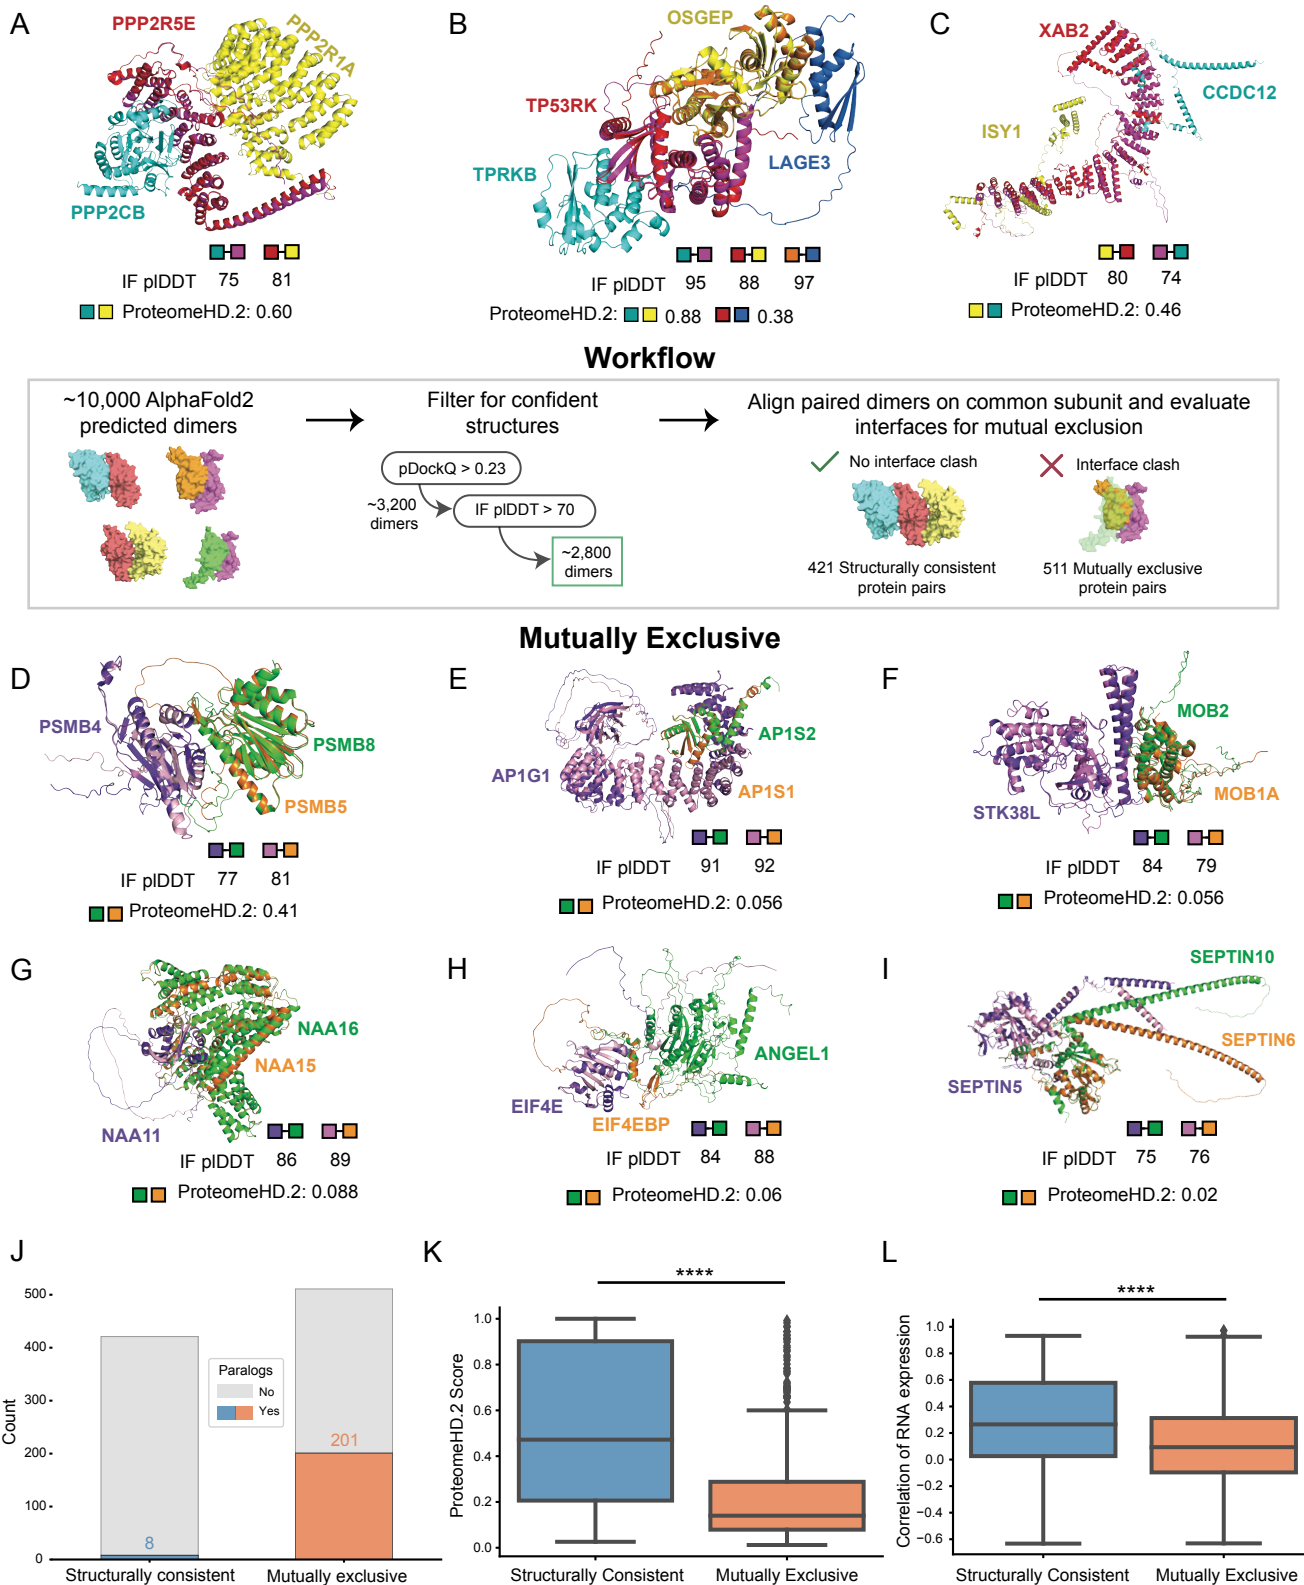 A
PPP2R5E
PPP2R1A
PPP2CB
IF plDDT 75 81
ProteomeHD.2: 0.60
B
OSGEP
TP53RK
TPRKB
LAGE3
IF plDDT 95 88 97
ProteomeHD.2: 0.88 0.38
C
XAB2
CCDC12
ISY1
IF plDDT 80 74
ProteomeHD.2: 0.46
Workflow
~10,000 AlphaFold2
predicted dimers
Filter for confident
structures
pDockQ > 0.23
~3,200
dimers
IF plDDT > 70
~2,800
dimers
Align paired dimers on common subunit and evaluate
interfaces for mutual exclusion
No interface clash
Interface clash
421 Structurally consistent
protein pairs
511 Mutually exclusive
protein pairs
Mutually Exclusive
D
PSMB4
PSMB8
PSMB5
IF plDDT 77 81
ProteomeHD.2: 0.41
E
AP1S2
AP1G1
AP1S1
IF plDDT 91 92
ProteomeHD.2: 0.056
F
MOB2
MOB1A
STK38L
IF plDDT 84 79
ProteomeHD.2: 0.056
G
NAA16
NAA15
NAA11
IF plDDT 86 89
ProteomeHD.2: 0.088
H
ANGEL1
EIF4E
EIF4EBP
IF plDDT 84 88
ProteomeHD.2: 0.06
I
SEPTIN10
SEPTIN6
SEPTIN5
IF plDDT 75 76
ProteomeHD.2: 0.02
J
Count
500
400
300
200
100
0
Paralogs
No
Yes
8
201
Structurally consistent
Mutually exclusive
K
****
ProteomeHD.2 Score
1.0
0.8
0.6
0.4
0.2
0.0
Structurally Consistent
Mutually Exclusive
L
****
Correlation of RNA expression
1.0
0.8
0.6
0.4
0.2
0.0
−0.2
−0.4
−0.6
Structurally Consistent
Mutually Exclusive